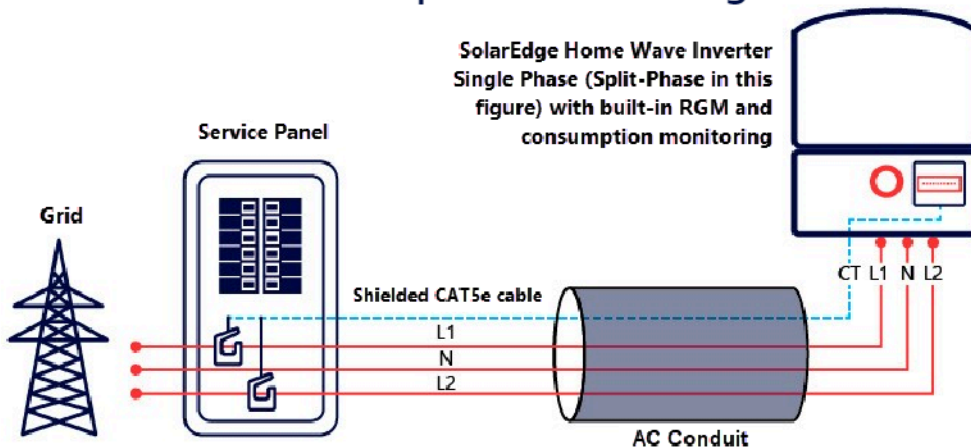 SolarEdge Home Wave Inverter
Single Phase (Split-Phase in this
figure) with built-in RGM and
consumption monitoring
Service Panel
Grid
CT L1 N L2
Shielded CAT5e cable
L1
N
L2
AC Conduit